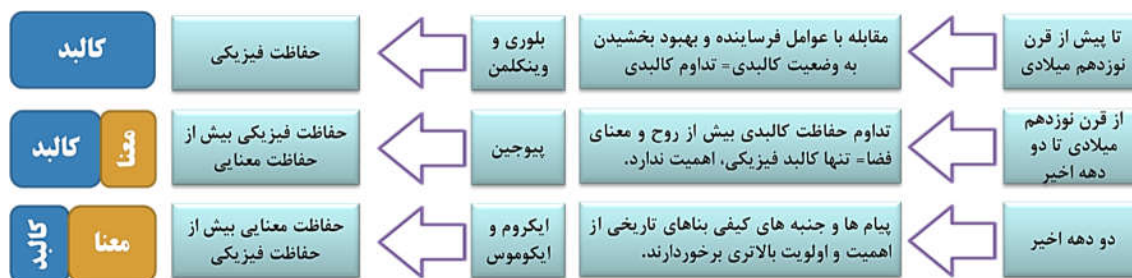 تا پیش از قرن
نوزدهم میلادی
مقابله با عوامل فرساینده و بهبود بخشیدن
به وضعیت کالبدی= تداوم کالبدی
بلوری و
وینکلمن
حفاظت فیزیکی
کالبد
از قرن نوزدهم
میلادی تا دو
دهه اخیر
تداوم حفاظت کالبدی بیش از روح و معنای
فضا= تنها کالبد فیزیکی، اهمیت ندارد.
پیوجین
حفاظت فیزیکی بیش از
حفاظت معنایی
معنا
کالبد
دو دهه اخیر
پیام ها و جنبه های کیفی بناهای تاریخی از
اهمیت و اولویت بالاتری برخوردارند.
ایکروم و
ایکوموس
حفاظت معنایی بیش از
حفاظت فیزیکی
معنا
کالبد